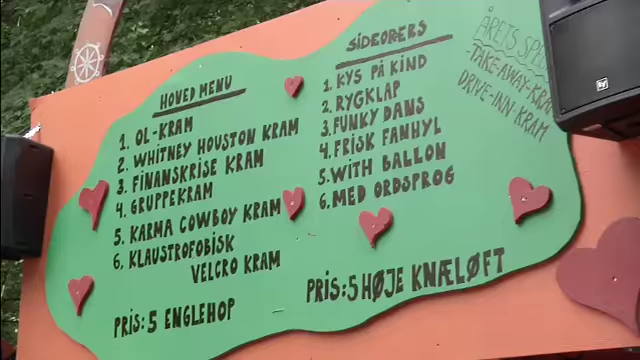 HOVED MENU
1. OL-KRAM
2. WHITNEY HOUSTON KRAM
3. FINANSKRISE KRAM
4. GRUPPEKRAM
5. KARMA COWBOY KRAM
6. KLAUSTROFOBISK
VELCRO KRAM
PRIS: 5 ENGLEHOP
SIDEORERS
1. KYS PÅ KIND
2. RYGKLAP
3. FUNKY DANS
4. FRISK FANHYL
5. WITH BALLON
6. MED ORDSPROG
PRIS: 5 HØJE KNÆLØFT
ÅRETS
-TAKE-AWAY-KRAM
DRIVE-INN KRAM